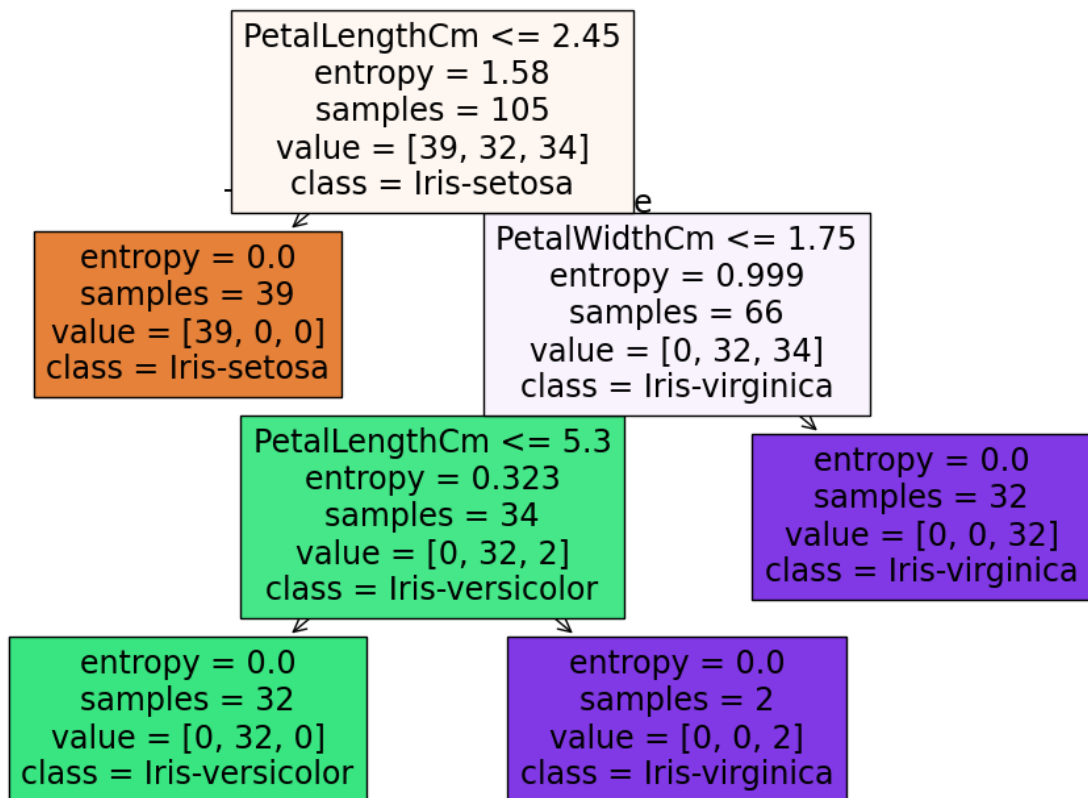 PetalLengthCm <= 2.45
entropy = 1.58
samples = 105
value = [39, 32, 34]
class = Iris-setosa
entropy = 0.0
samples = 39
value = [39, 0, 0]
class = Iris-setosa
PetalWidthCm <= 1.75
entropy = 0.999
samples = 66
value = [0, 32, 34]
class = Iris-virginica
PetalLengthCm <= 5.3
entropy = 0.323
samples = 34
value = [0, 32, 2]
class = Iris-versicolor
entropy = 0.0
samples = 32
value = [0, 0, 32]
class = Iris-virginica
entropy = 0.0
samples = 32
value = [0, 32, 0]
class = Iris-versicolor
entropy = 0.0
samples = 2
value = [0, 0, 2]
class = Iris-virginica